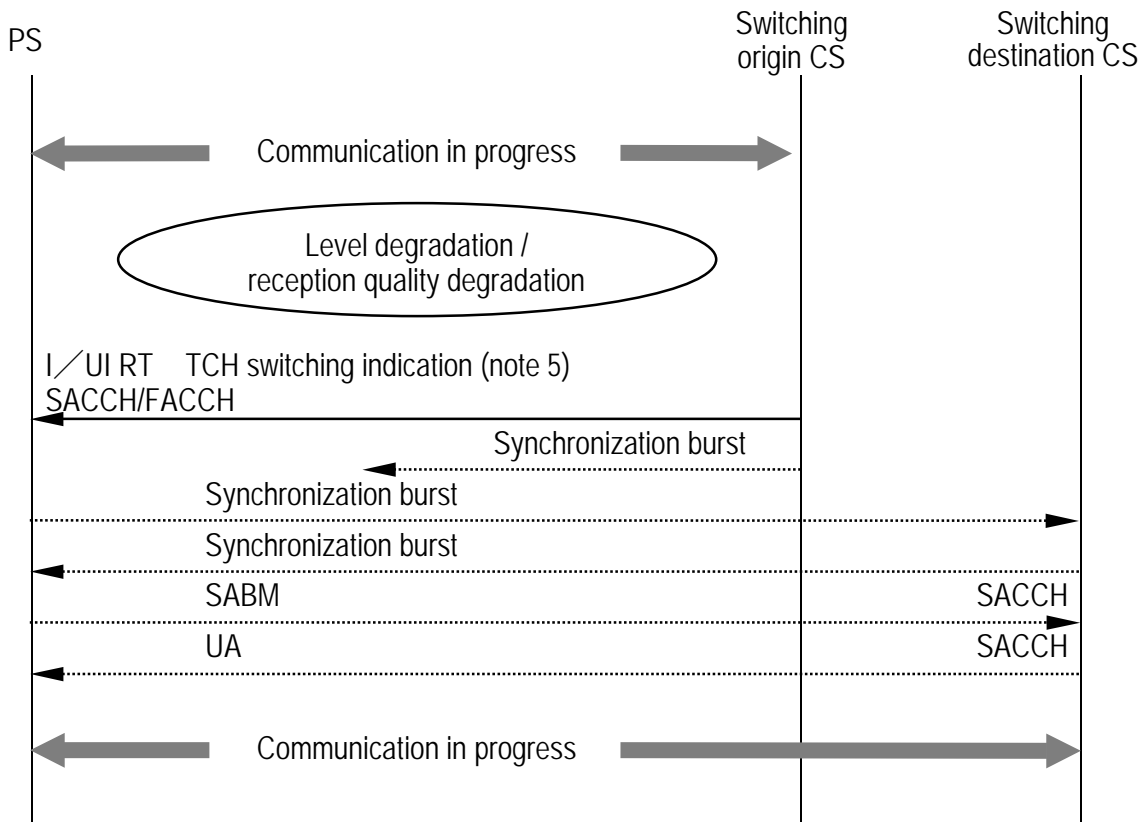 PS
Switching
origin CS
Switching
destination CS
Communication in progress
Level degradation /
reception quality degradation
I／UI RT TCH switching indication (note 5)
SACCH/FACCH
Synchronization burst
Synchronization burst
Synchronization burst
SABM SACCH
UA SACCH
Communication in progress